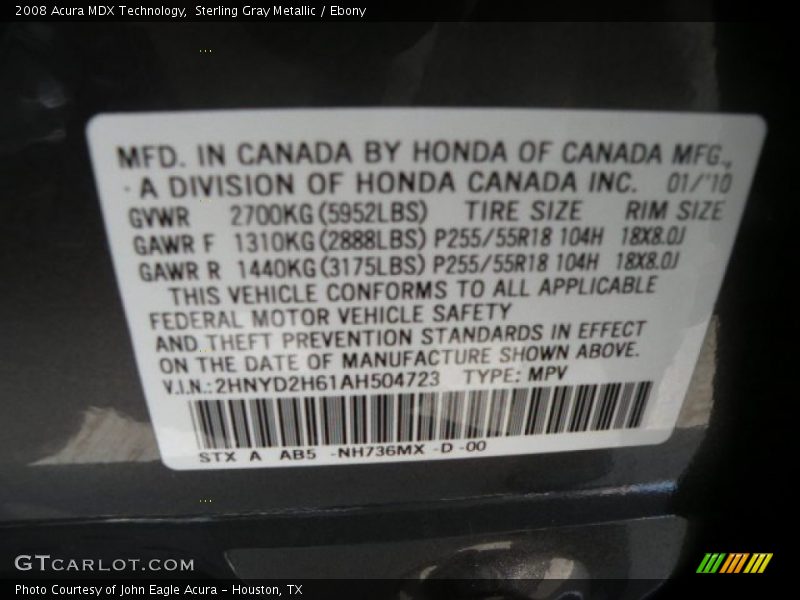 2008 Acura MDX Technology,  Sterling Gray Metallic / Ebony
MFD. IN CANADA BY HONDA OF CANADA MFG.,
A DIVISION OF HONDA CANADA INC. 01/'10
GVWR 2700KG(5952LBS) TIRE SIZE RIM SIZE
GAWR F 1310KG(2888LBS) P255/55R18 104H 18X8.0J
GAWR R 1440KG(3175LBS) P255/55R18 104H 18X8.0J
THIS VEHICLE CONFORMS TO ALL APPLICABLE
FEDERAL MOTOR VEHICLE SAFETY
AND THEFT PREVENTION STANDARDS IN EFFECT
ON THE DATE OF MANUFACTURE SHOWN ABOVE.
V.I.N.:2HNYD2H61AH504723 TYPE: MPV
STX A AB5 -NH736MX -D -00
GTCARLOT.COM
Photo Courtesy of John Eagle Acura - Houston, TX